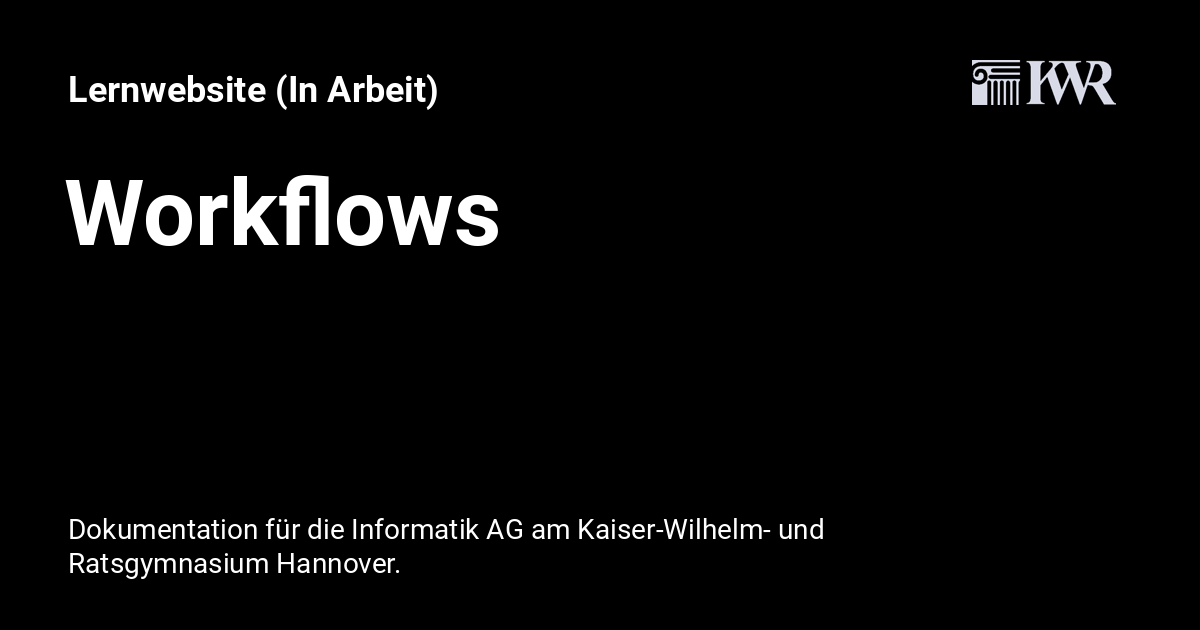 Lernwebsite (In Arbeit)
KWR
Workflows
Dokumentation für die Informatik AG am Kaiser-Wilhelm- und
Ratsgymnasium Hannover.